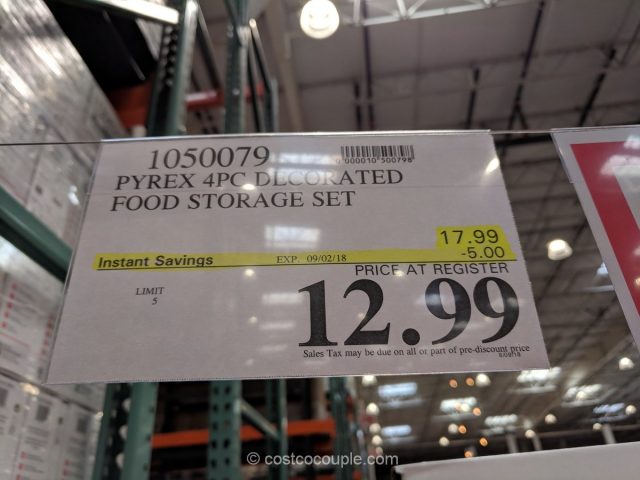 1050079
0000010 500798
PYREX 4PC DECORATED
FOOD STORAGE SET
17.99
Instant Savings EXP. 09/02/18 -5.00
PRICE AT REGISTER
LIMIT
5
12.99
Sales Tax may be due on all or part of pre-discount price
© costcocouple.com